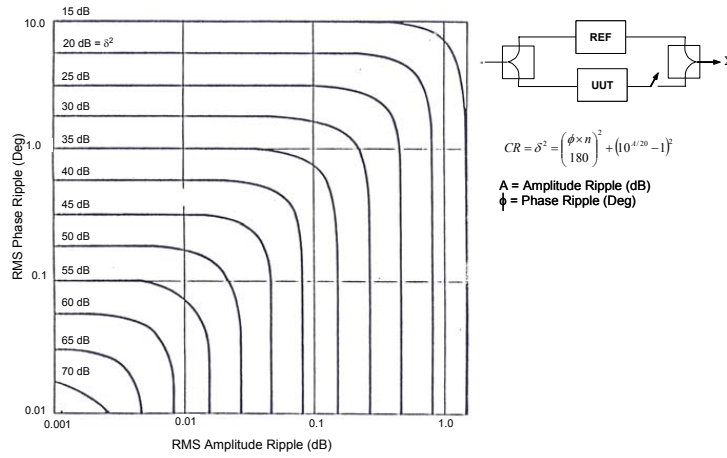 10.0
15 dB
20 dB = δ²
25 dB
30 dB
35 dB
1.0
40 dB
45 dB
50 dB
55 dB
0.1
60 dB
65 dB
70 dB
0.01
0.001
0.01
0.1
1.0
RMS Phase Ripple (Deg)
RMS Amplitude Ripple (dB)
REF
UUT
Σ
CR = δ² = (φ × n / 180)² + (10^{A/20} − 1)²
A = Amplitude Ripple (dB)
ϕ = Phase Ripple (Deg)